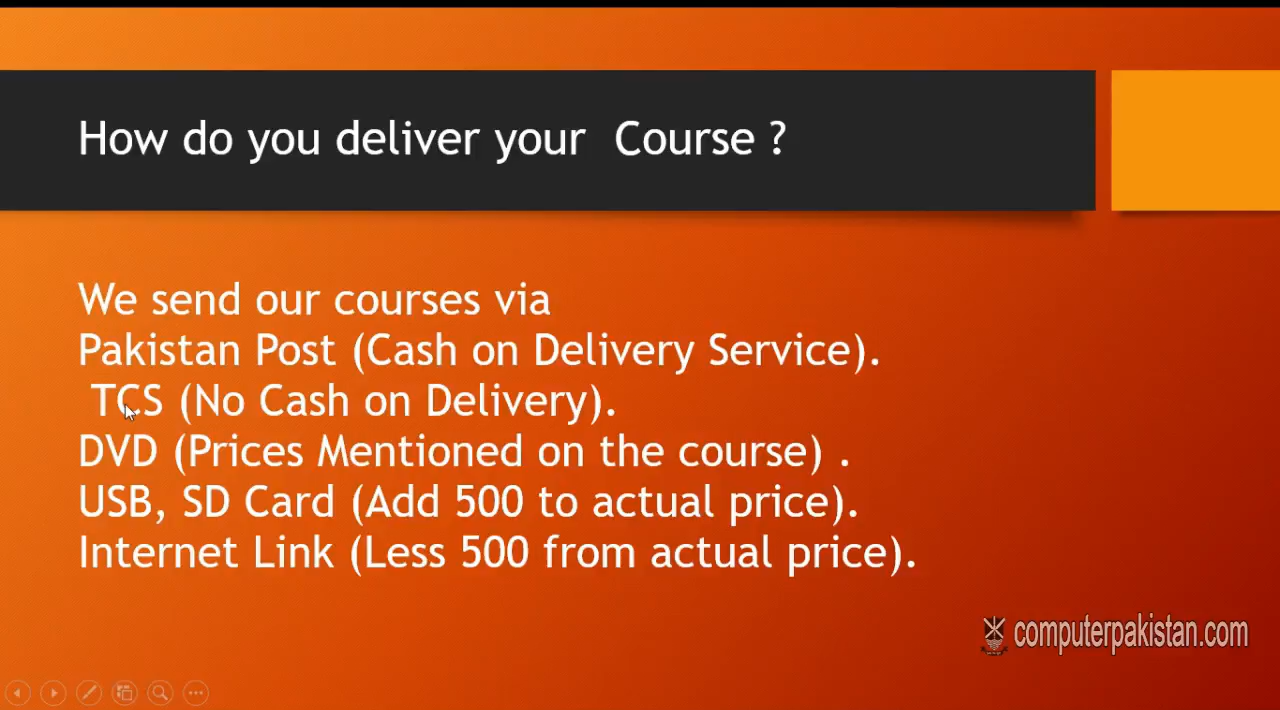 How do you deliver your  Course ?
We send our courses via
Pakistan Post (Cash on Delivery Service).
TCS (No Cash on Delivery).
DVD (Prices Mentioned on the course) .
USB, SD Card (Add 500 to actual price).
Internet Link (Less 500 from actual price).
computerpakistan.com